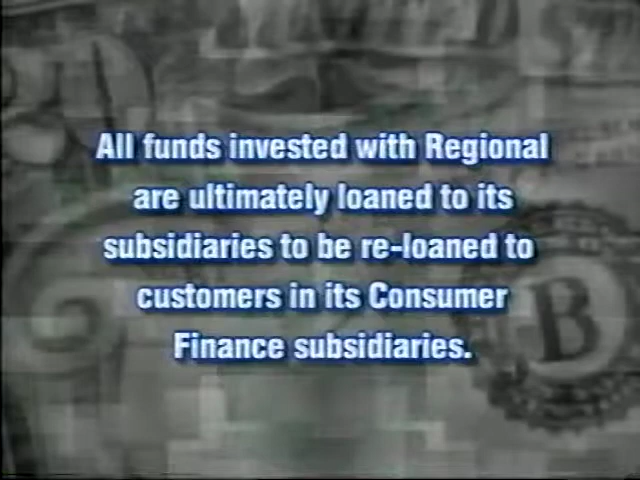 All funds invested with Regional
are ultimately loaned to its
subsidiaries to be re-loaned to
customers in its Consumer
Finance subsidiaries.
B